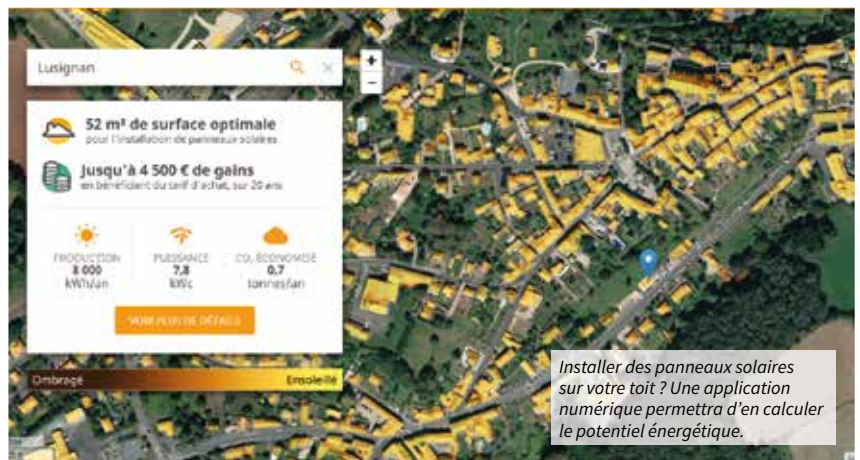 Lusignan
+
-
52 m² de surface optimale
pour l'installation de panneaux solaires
Jusqu'à 4 500 € de gains
en bénéficiant du tarif d'achat, sur 20 ans
PRODUCTION
8 000
kWh/an
PUISSANCE
7,8
kWc
CO₂ ÉCONOMISÉ
0,7
tonnes/an
VOIR PLUS DE DÉTAILS
Ombragé
Ensoleillé
Installer des panneaux solaires
sur votre toit ? Une application
numérique permettra d'en calculer
le potentiel énergétique.